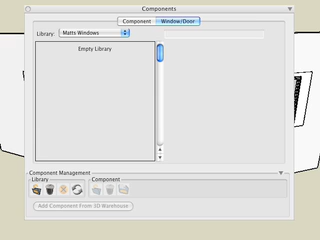 Components
Component Window/Door
Library: Matts Windows
Empty Library
Component Management
Library Component
Add Component From 3D Warehouse